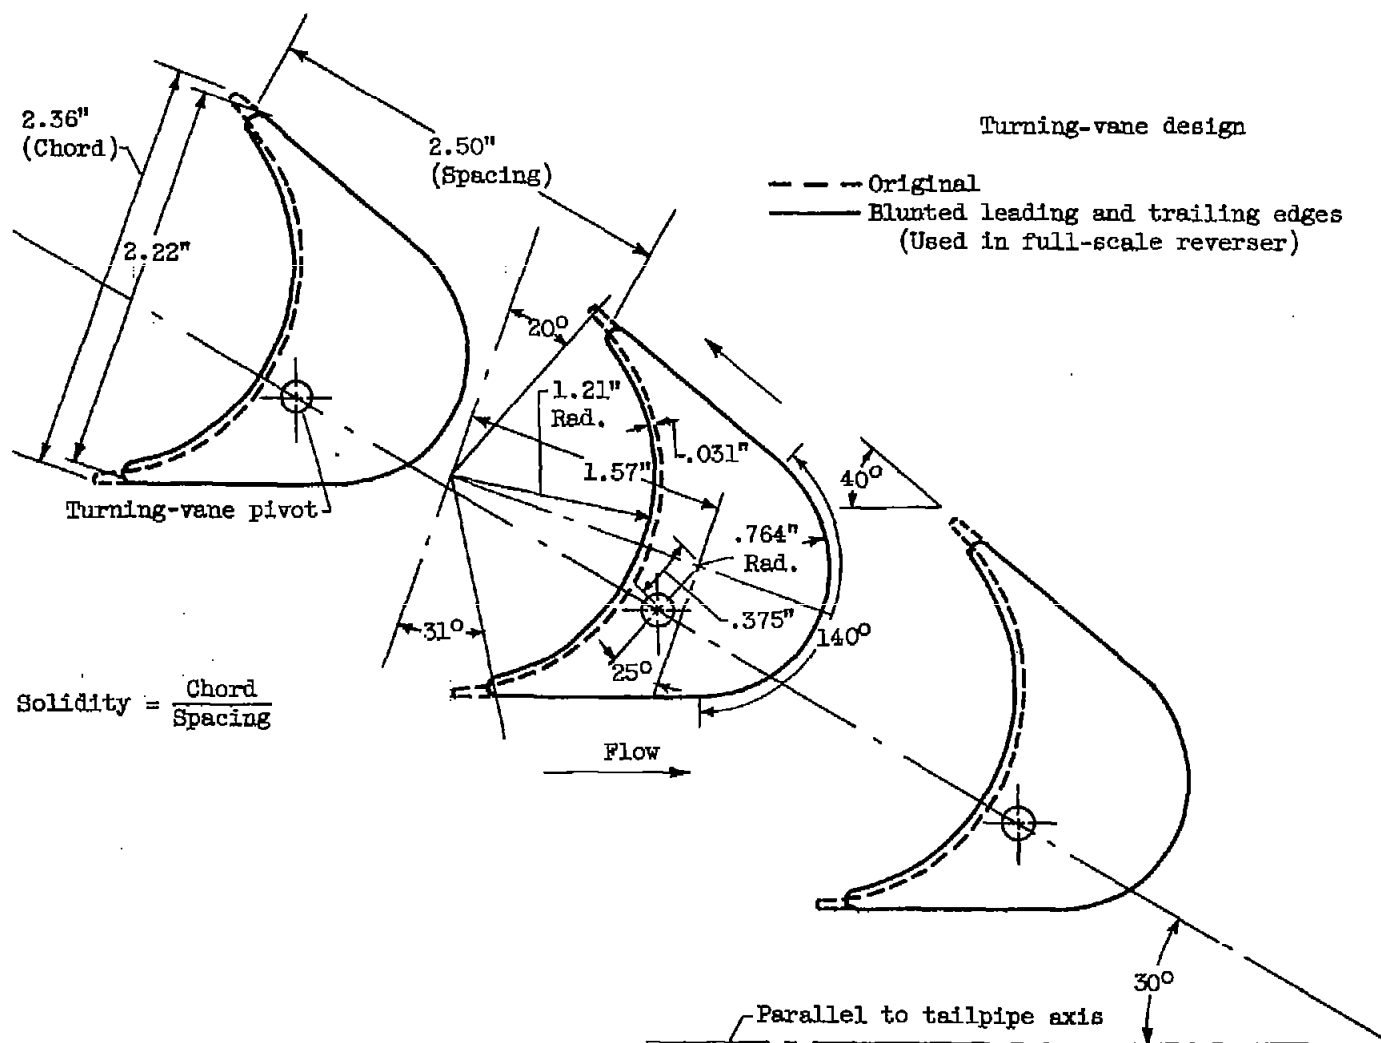 2.36"
(Chord)
2.50"
(Spacing)
2.22"
Turning-vane design
Original
Blunted leading and trailing edges
(Used in full-scale reverser)
20°
1.21"
Rad.
.031"
1.57"
40°
Turning-vane pivot
.764"
Rad.
.375"
31°
140°
25°
Solidity = Chord
Spacing
Flow
30°
Parallel to tailpipe axis